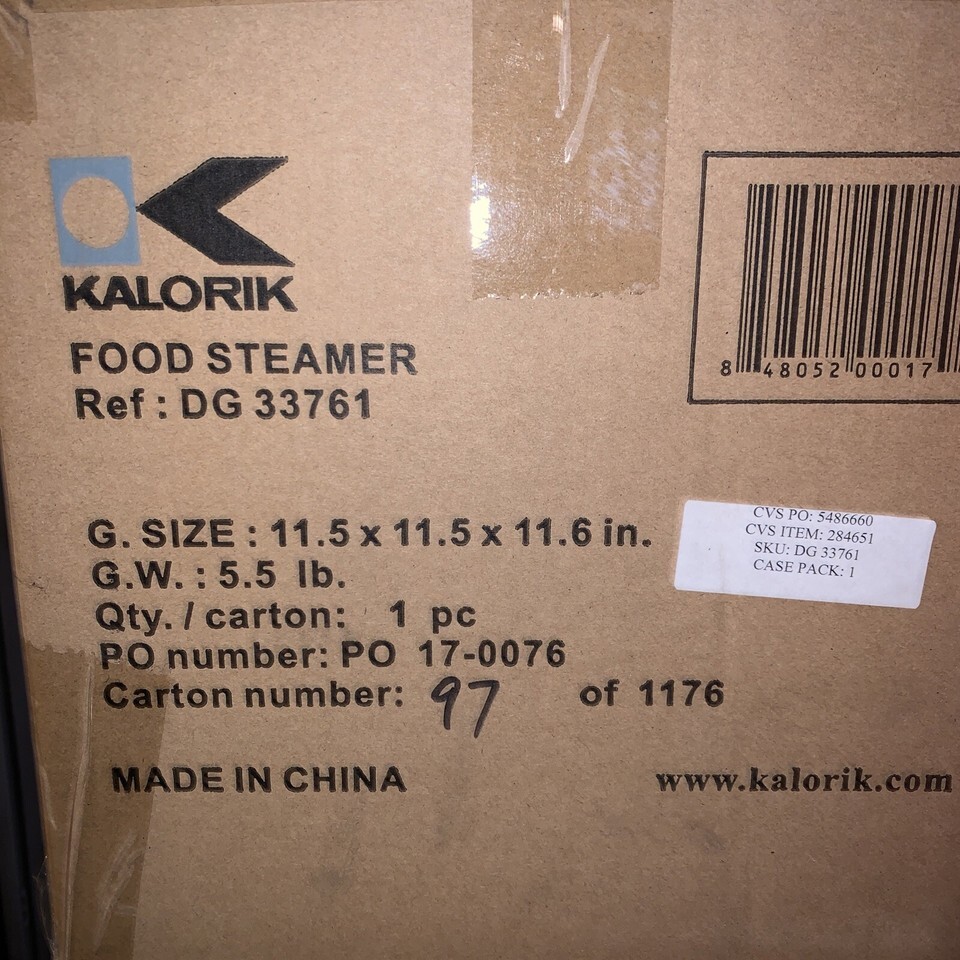 KALORIK
FOOD STEAMER
Ref : DG 33761
8 48052 00017
G. SIZE : 11.5 x 11.5 x 11.6 in.
G.W. : 5.5 lb.
Qty. / carton: 1 pc
PO number: PO 17-0076
Carton number: 97 of 1176
CVS PO: 5486660
CVS ITEM: 284651
SKU: DG 33761
CASE PACK: 1
MADE IN CHINA
www.kalorik.com